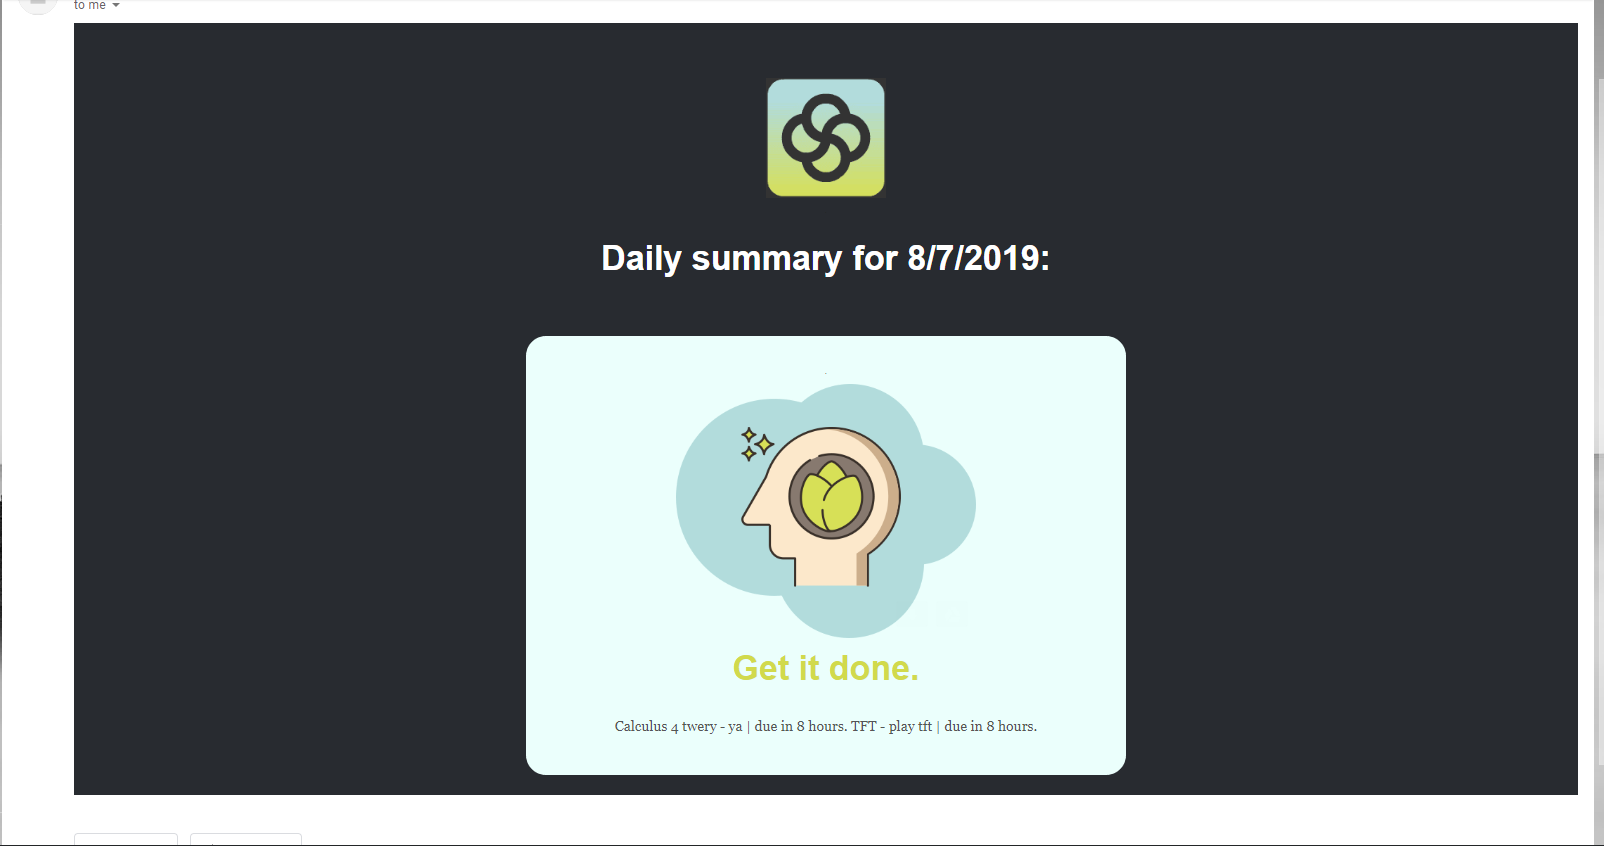 to me
Daily summary for 8/7/2019:
Get it done.
Calculus 4 twery - ya | due in 8 hours. TFT - play tft | due in 8 hours.